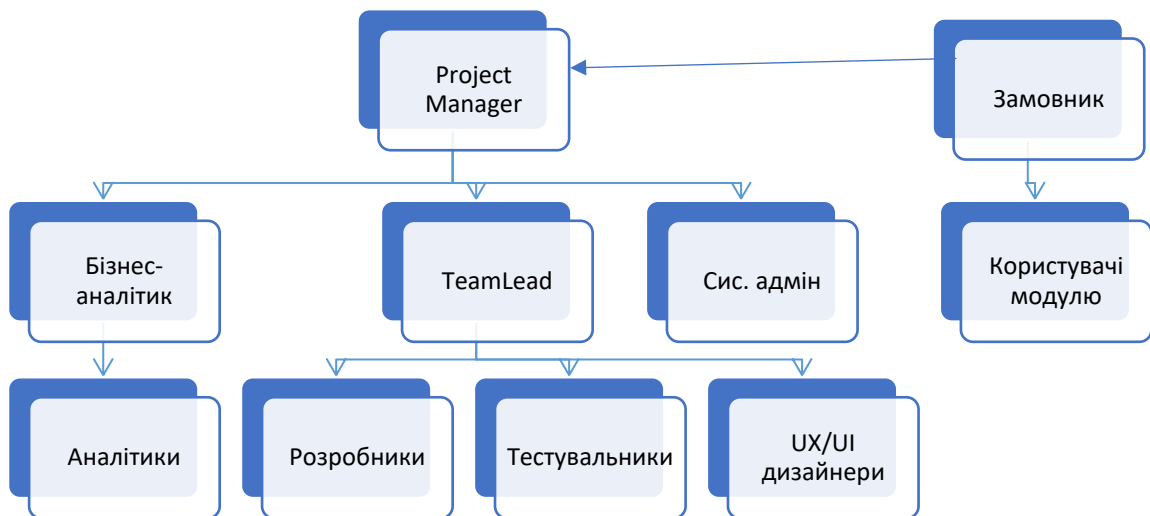 Project
Manager
Замовник
Бізнес-
аналітик
TeamLead
Сис. адмін
Користувачі
модулю
Аналітики
Розробники
Тестувальники
UX/UI
дизайнери